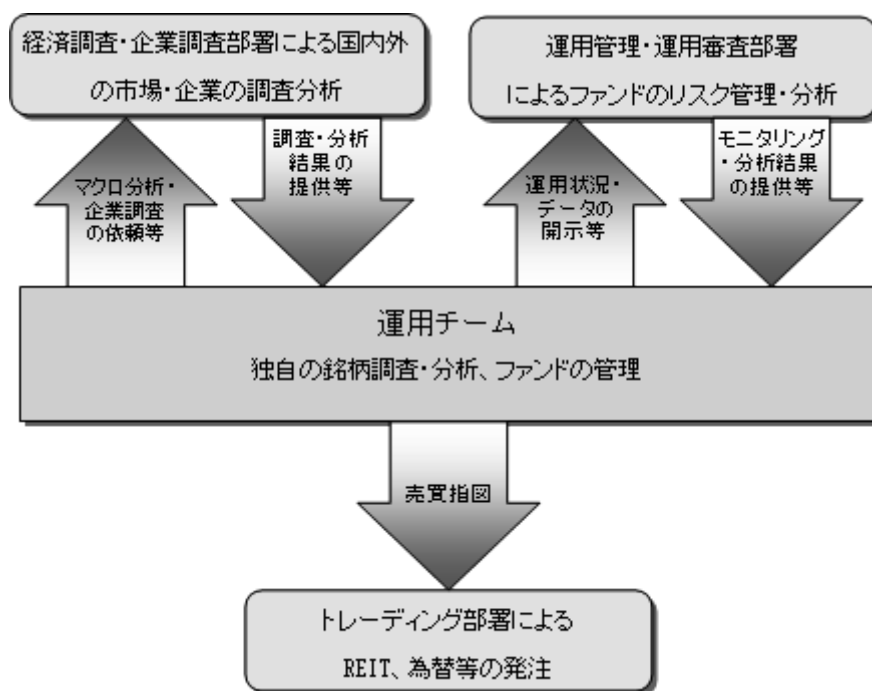 経済調査・企業調査部署による国内外
の市場・企業の調査分析
運用管理・運用審査部署
によるファンドのリスク管理・分析
マクロ分析・
企業調査
の依頼等
調査・分析
結果の
提供等
運用状況・
データの
開示等
モニタリング
・分析結果
の提供等
運用チーム
独自の銘柄調査・分析、ファンドの管理
売買指図
トレーディング部署による
REIT、為替等の発注